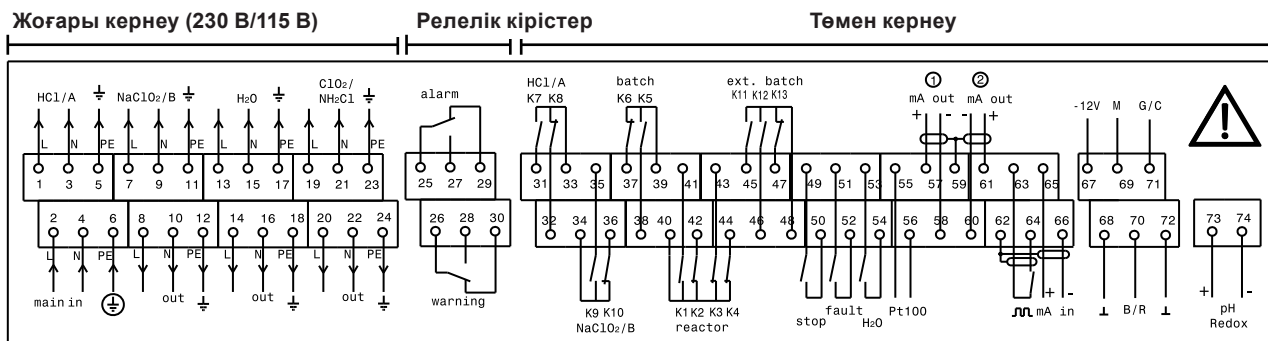 Жоғары кернеу (230 В/115 В) Релелік кірістер Төмен кернеу
HCl/A NaClO₂/B H₂O ClO₂/
NH₂Cl
L N PE L N PE L N PE L N PE
alarm
HCl/A
K7 K8
batch
K6 K5
ext. batch
K11 K12 K13
① ②
mA out mA out
+ - - +
-12V M G/C
1 3 5 7 9 11 13 15 17 19 21 23
25 27 29
31 33 35 37 39 41 43 45 47 49 51 53 55 57 59 61 63 65
67 69 71
2 4 6 8 10 12 14 16 18 20 22 24
26 28 30
32 34 36 38 40 42 44 46 48 50 52 54 56 58 60 62 64 66
68 70 72
73 74
L N PE L N PE L N PE L N PE
main in out out out
warning
K9 K10
NaClO₂/B
K1 K2 K3 K4
reactor
stop fault H₂O
Pt100
+ -
mA in
B/R
+ -
pH
Redox